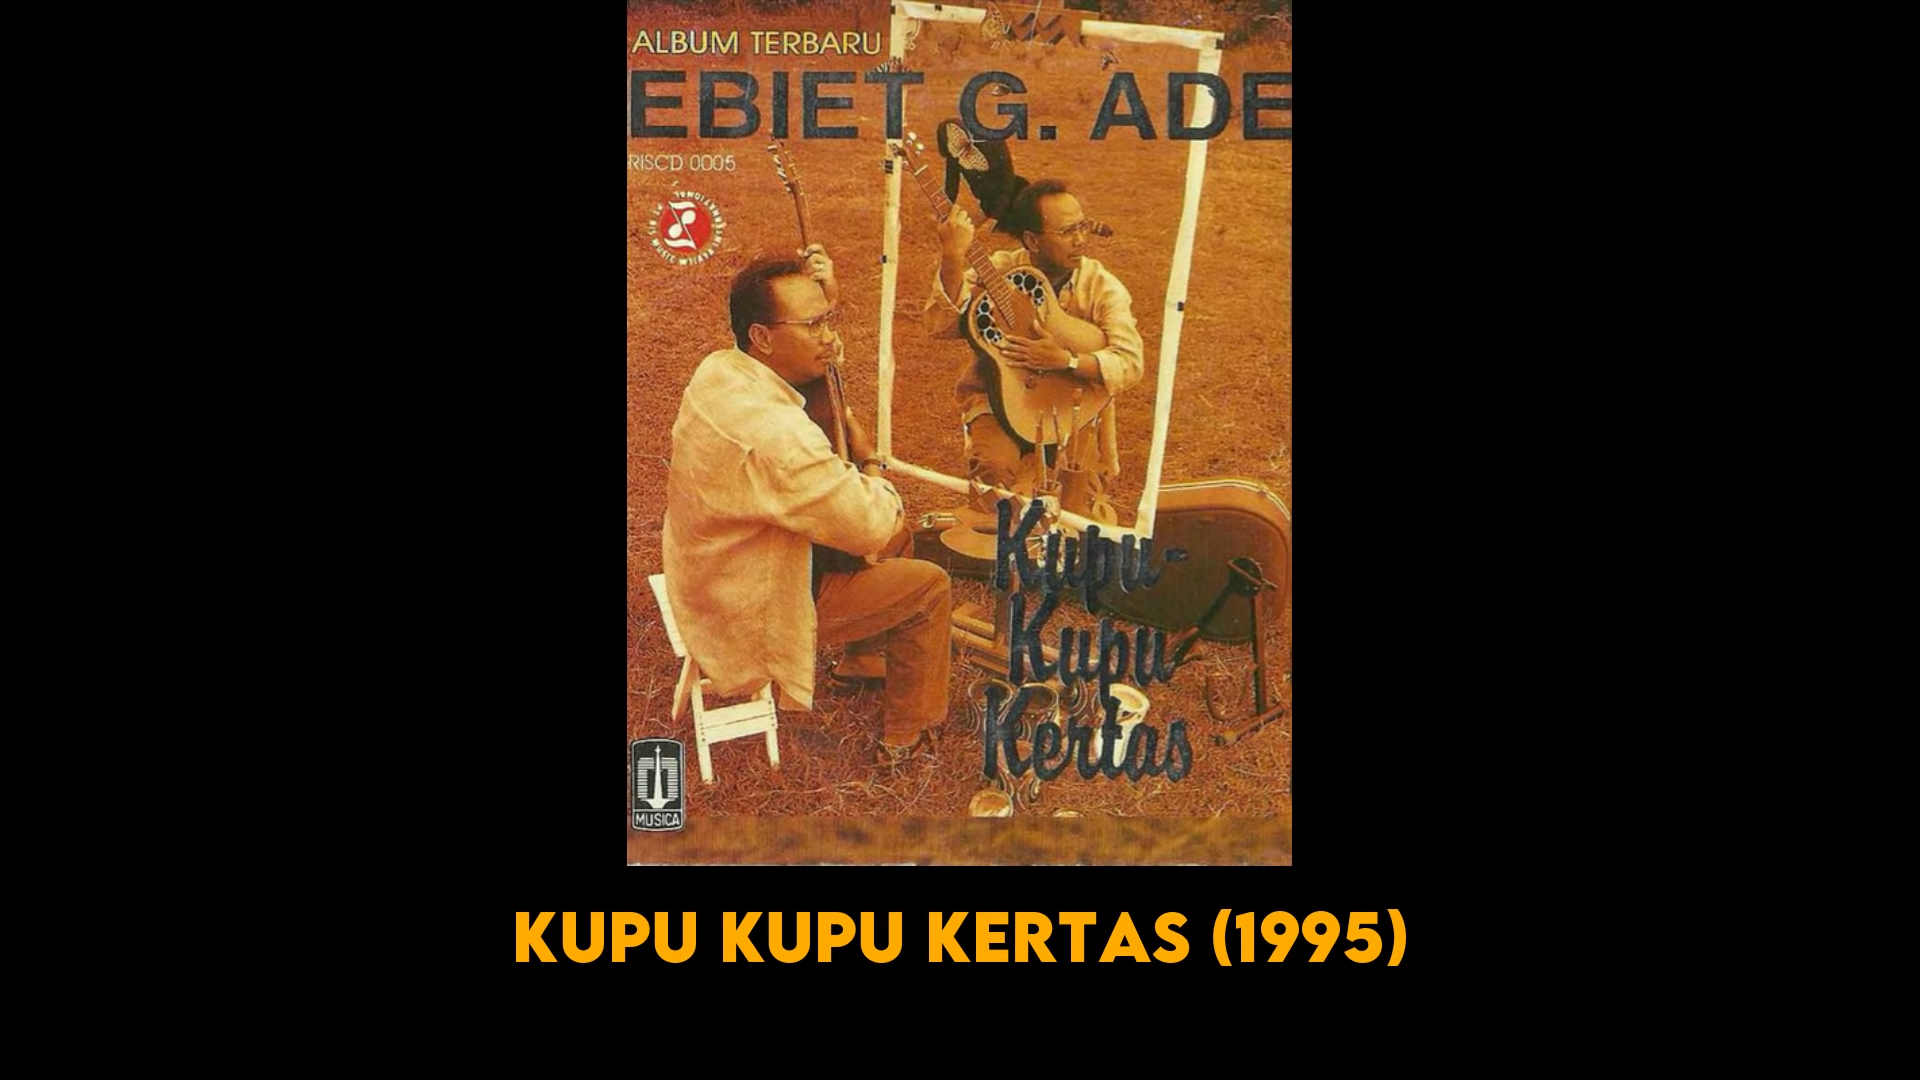 ALBUM TERBARU
EBIET G. ADE
RISCD 0005
Kupu-
Kupu
Kertas
MUSICA
KUPU KUPU KERTAS (1995)